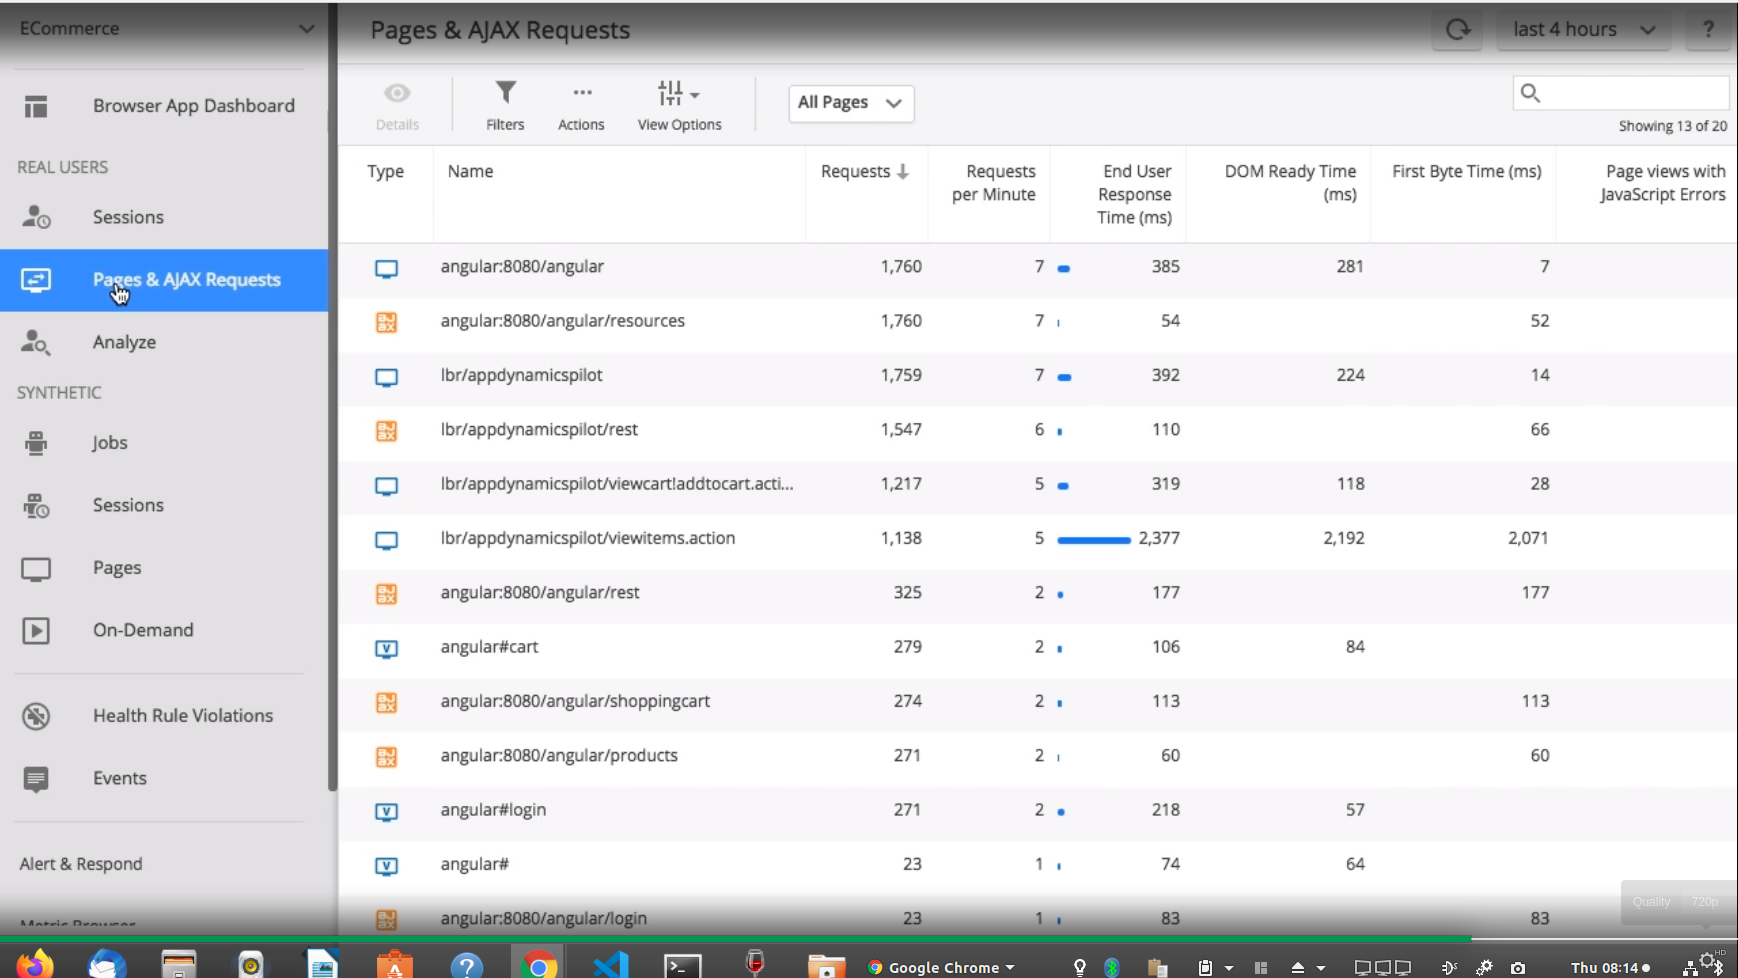 ECommerce
Pages & AJAX Requests
last 4 hours
?
Browser App Dashboard
REAL USERS
Sessions
Pages & AJAX Requests
Analyze
SYNTHETIC
Jobs
Sessions
Pages
On-Demand
Health Rule Violations
Events
Alert & Respond
Metric Browser
Details
Filters
Actions
View Options
All Pages
Showing 13 of 20
Type Name Requests Requests per Minute End User Response Time (ms) DOM Ready Time (ms) First Byte Time (ms) Page views with JavaScript Errors
angular:8080/angular 1,760 7 385 281 7
ajax angular:8080/angular/resources 1,760 7 54 52
lbr/appdynamicspilot 1,759 7 392 224 14
ajax lbr/appdynamicspilot/rest 1,547 6 110 66
lbr/appdynamicspilot/viewcart!addtocart.acti... 1,217 5 319 118 28
lbr/appdynamicspilot/viewitems.action 1,138 5 2,377 2,192 2,071
ajax angular:8080/angular/rest 325 2 177 177
V angular#cart 279 2 106 84
ajax angular:8080/angular/shoppingcart 274 2 113 113
ajax angular:8080/angular/products 271 2 60 60
V angular#login 271 2 218 57
V angular# 23 1 74 64
ajax angular:8080/angular/login 23 1 83 83
Quality 720p
Google Chrome
Thu 08:14
HD